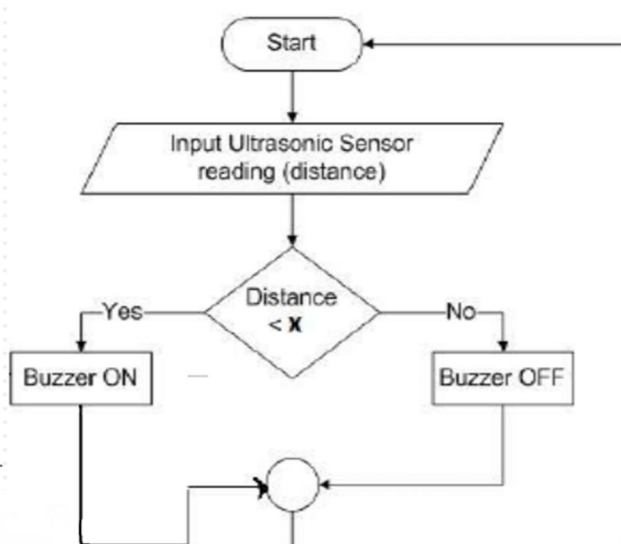 Start
Input Ultrasonic Sensor
reading (distance)
Distance
< X
Yes
No
Buzzer ON
Buzzer OFF